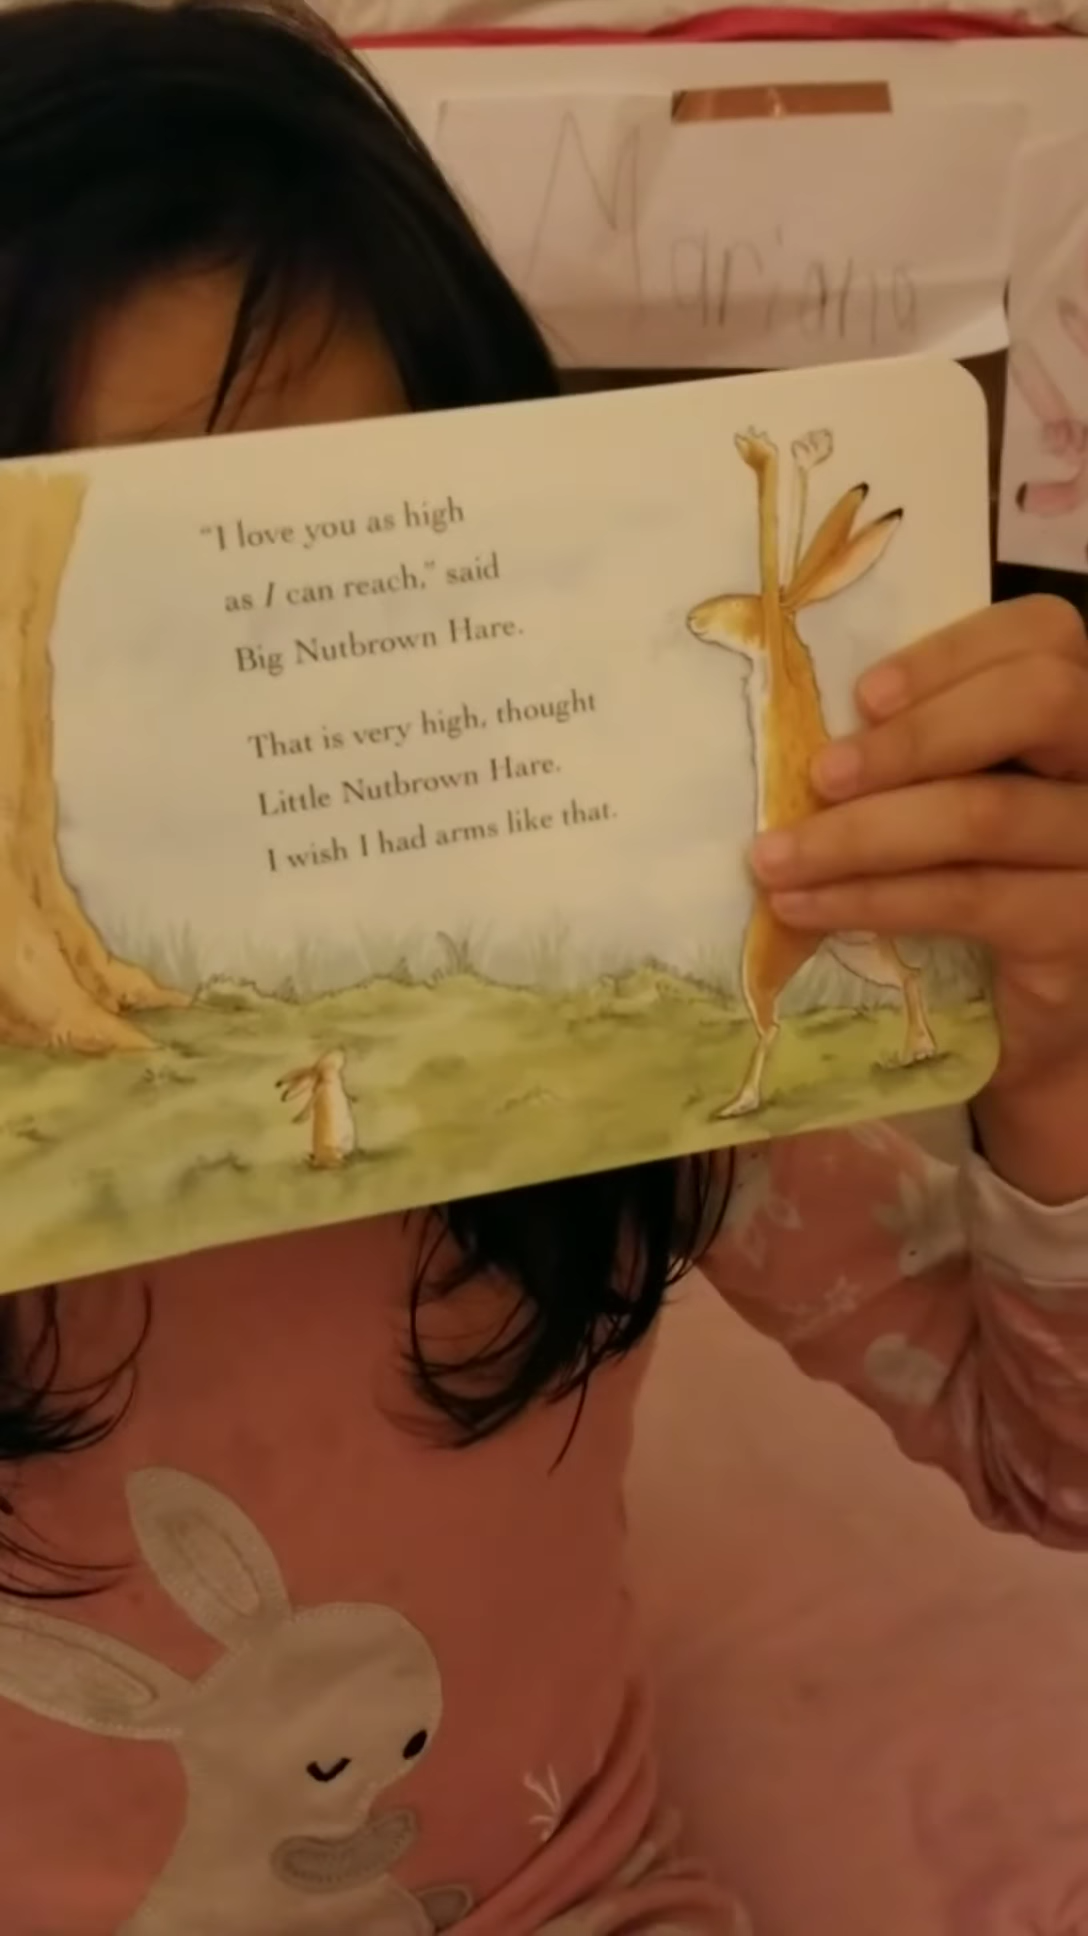 Mariana
"I love you as high
as I can reach," said
Big Nutbrown Hare.
That is very high, thought
Little Nutbrown Hare.
I wish I had arms like that.